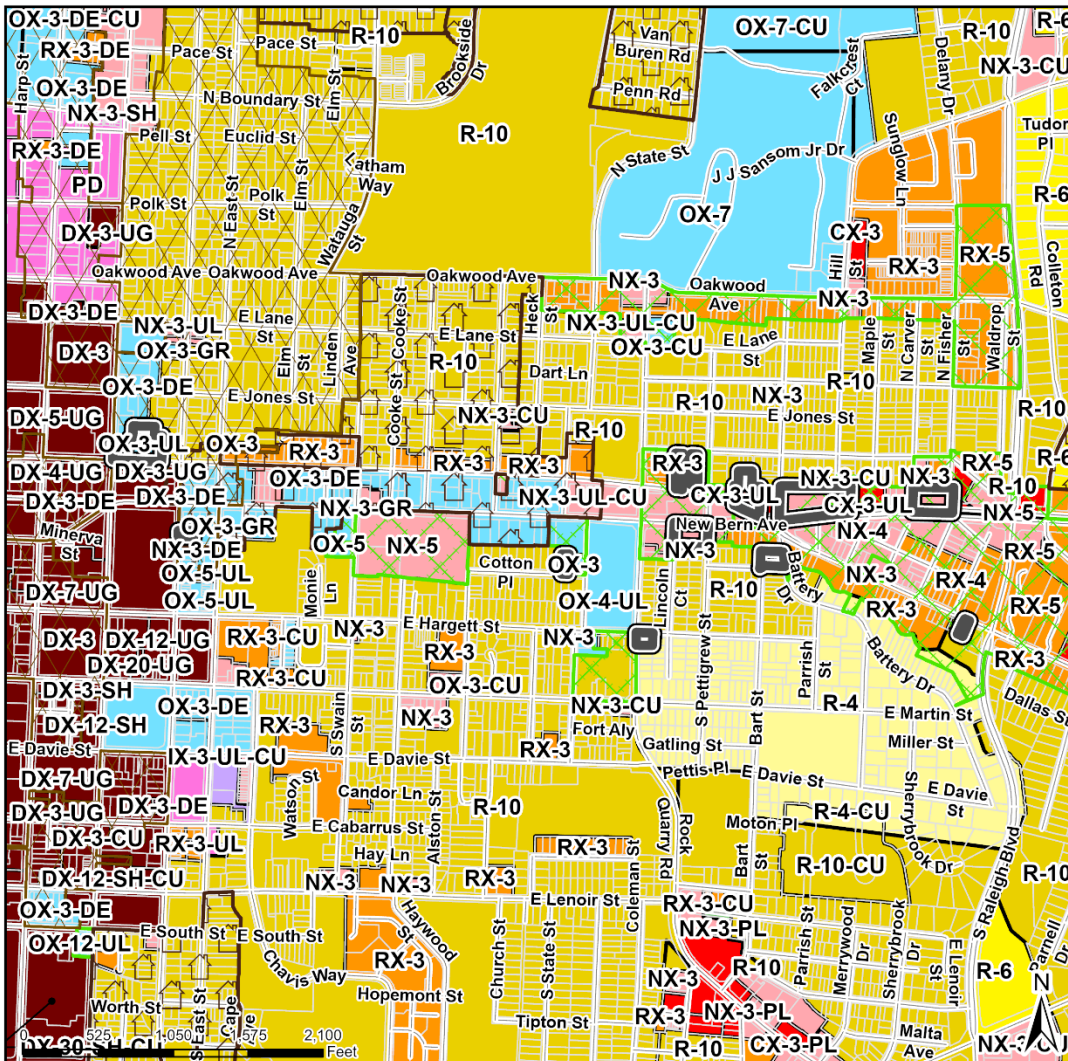 OX-3-DE-CU
RX-3-DE
OX-3-DE
NX-3-SH
RX-3-DE
PD
DX-3-UG
DX-3-DE
DX-3
DX-5-UG
DX-4-UG
DX-3-DE
Harp St
Pace St
Pace St
R-10
Elm St
N Boundary St
Pell St
Euclid St
Polk St
Polk St
N East St
Elm St
Latham Way
Watauga St
Brookside Dr
R-10
Van Buren Rd
Penn Rd
N State St
OX-7-CU
Falkcrest Ct
J J Sansom Jr Dr
OX-7
Delany Dr
R-10
R-6
NX-3-CU
Tudor Pl
R-6
Sunglow Ln
CX-3
Hill St
RX-3
RX-5
Colleton Rd
Oakwood Ave
Oakwood Ave
Oakwood Ave
NX-3
Oakwood Ave
NX-3
NX-3-UL
OX-3-GR
OX-3-DE
E Lane St
Elm St
Linden Ave
E Jones St
Cooke St
Cooke St
E Lane St
R-10
NX-3-CU
Heck St
NX-3-UL-CU
OX-3-CU
E Lane St
Dart Ln
R-10
NX-3
R-10
E Jones St
Maple St
N Carver St
N Fisher St
Waldrop St
R-10
R-6
OX-3-UL
OX-3
RX-3
RX-3
RX-3
R-10
RX-3
NX-3-CU
NX-3
RX-5
R-10
DX-3-UG
DX-3-DE
OX-3-DE
NX-3-GR
NX-3-UL-CU
CX-3-UL
CX-3-UL
NX-5
Minerva St
OX-3-GR
NX-3-DE
OX-5-UL
OX-5-UL
OX-5
NX-5
Cotton Pl
OX-3
OX-4-UL
New Bern Ave
NX-3
NX-4
RX-5
R-10
Battery Dr
NX-3
RX-4
RX-3
RX-5
RX-3
DX-7-UG
DX-3
DX-12-UG
DX-20-UG
Monie Ln
NX-3
E Hargett St
NX-3
Lincoln Ct
S Pettigrew St
Parrish St
Battery Dr
Dallas St
RX-3-CU
RX-3-CU
RX-3
OX-3-CU
NX-3-CU
Bart St
R-4
E Martin St
DX-3-SH
DX-12-SH
OX-3-DE
RX-3
S Swain St
NX-3
RX-3
Fort Aly
Gatling St
Miller St
E Davie St
IX-3-UL-CU
E Davie St
Pettis Pl
E Davie St
E Davie St
DX-7-UG
DX-3-UG
DX-3-DE
Watson St
Candor Ln
Alston St
R-10
Quarry Rd
Rock
R-4-CU
Sherrybrook Dr
DX-3-CU
RX-3-UL
E Cabarrus St
Hay Ln
RX-3
Moton Pl
Bart St
R-10-CU
S Raleigh Blvd
R-10
DX-12-SH-CU
NX-3
NX-3
RX-3
E Lenoir St
Coleman St
RX-3-CU
OX-3-DE
NX-3-PL
OX-12-UL
E South St
E South St
Haywood St
RX-3
Church St
S State St
NX-3
R-10
Parrish St
Merrywood Dr
Sherrybrook Dr
E Lenoir St
R-6
Parnell Dr
Chavis Way
Hopemont St
Worth St
S East St
Cape Ave
Tipton St
RX-3
R-10
NX-3-PL
CX-3-PL
Malta Ave
N
0 525 1,050 1,575 2,100
Feet
DX-30-SH-CU